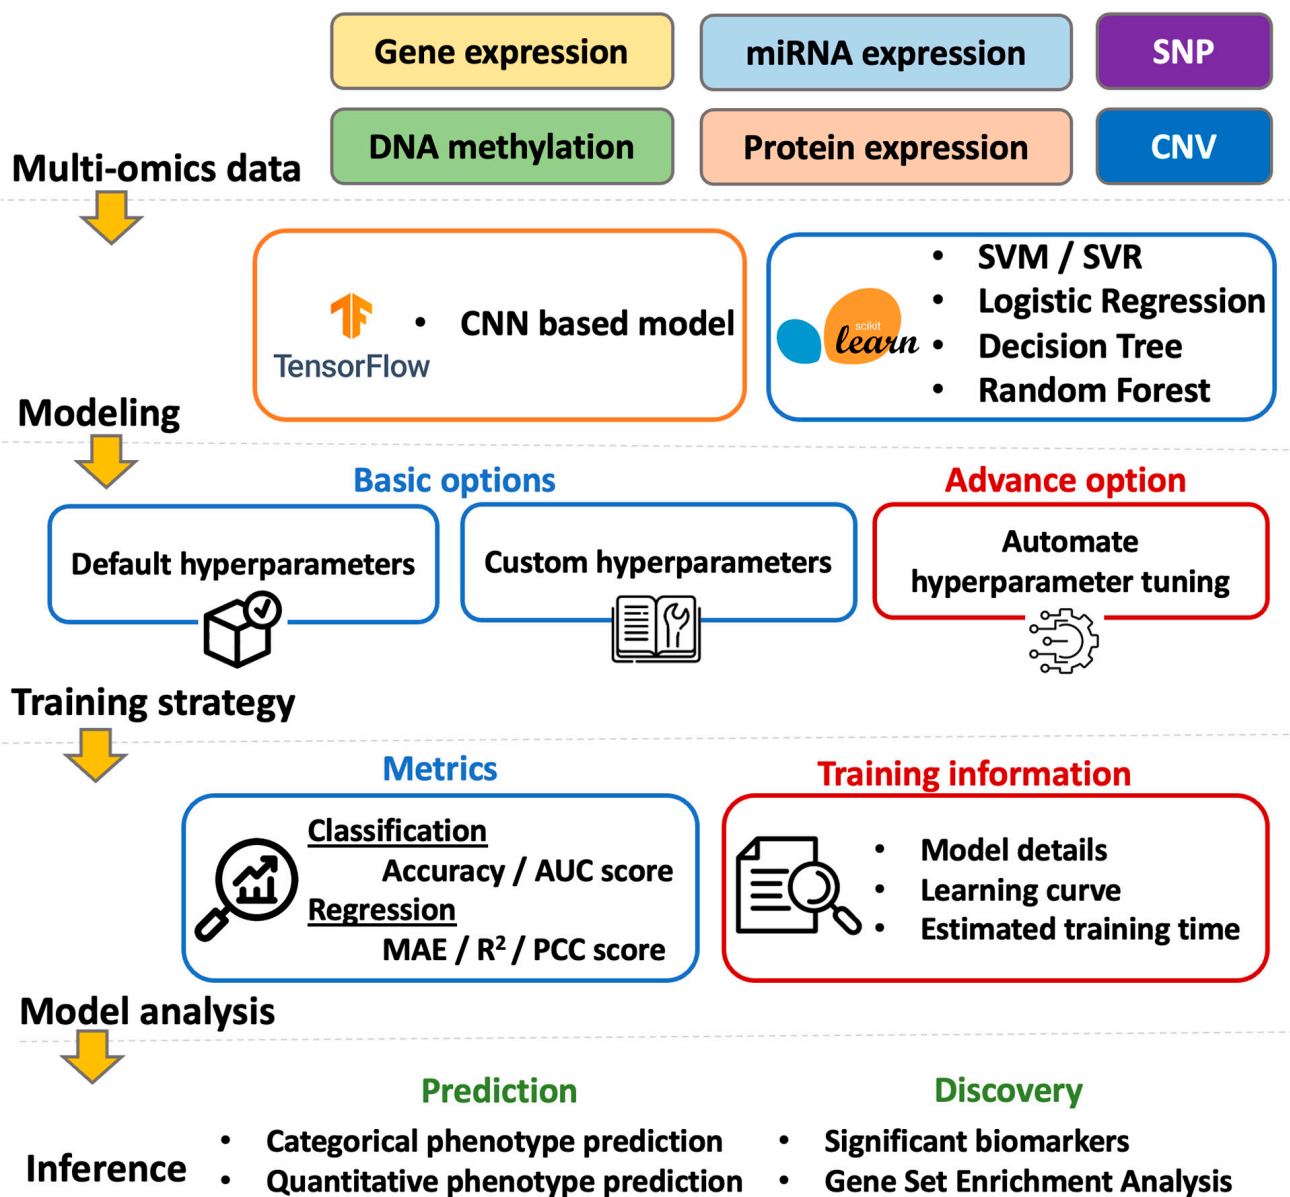 Gene expression
miRNA expression
SNP
DNA methylation
Protein expression
CNV
Multi-omics data
TensorFlow
• CNN based model
scikit
learn
• SVM / SVR
• Logistic Regression
• Decision Tree
• Random Forest
Modeling
Basic options
Advance option
Default hyperparameters
Custom hyperparameters
Automate
hyperparameter tuning
Training strategy
Metrics
Training information
Classification
Accuracy / AUC score
Regression
MAE / R² / PCC score
• Model details
• Learning curve
• Estimated training time
Model analysis
Prediction
Discovery
Inference
• Categorical phenotype prediction
• Quantitative phenotype prediction
• Significant biomarkers
• Gene Set Enrichment Analysis